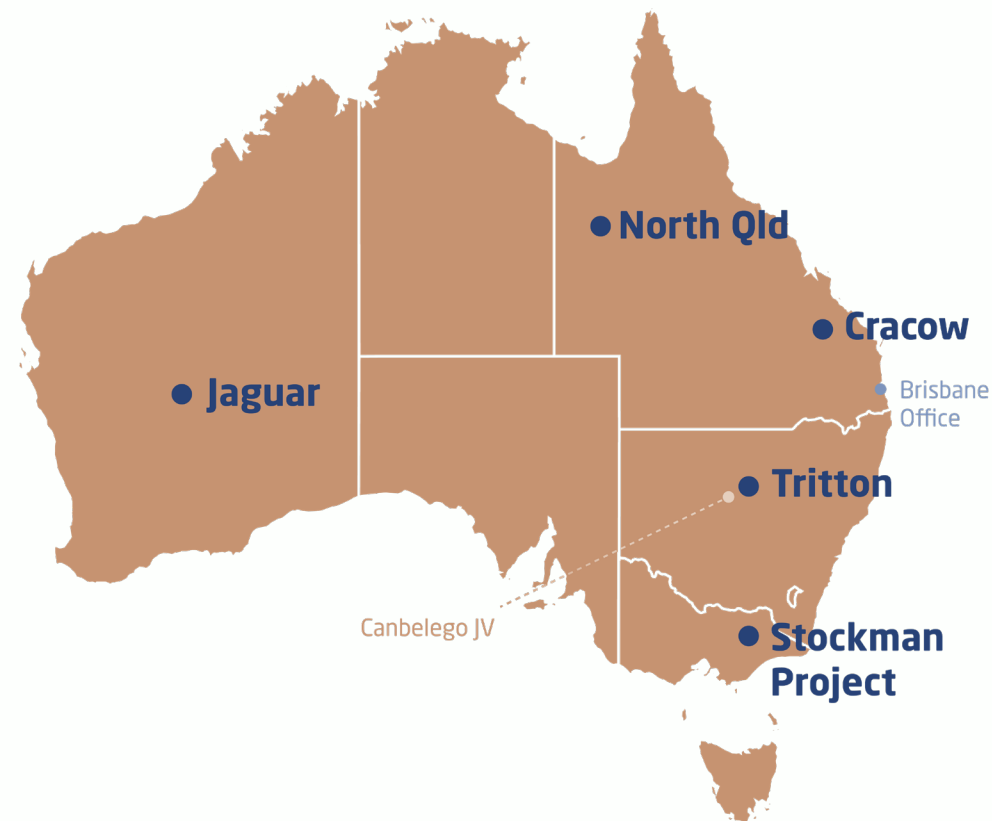 North Qld
Cracow
Jaguar
Brisbane
Office
Tritton
Canbelego JV
Stockman
Project